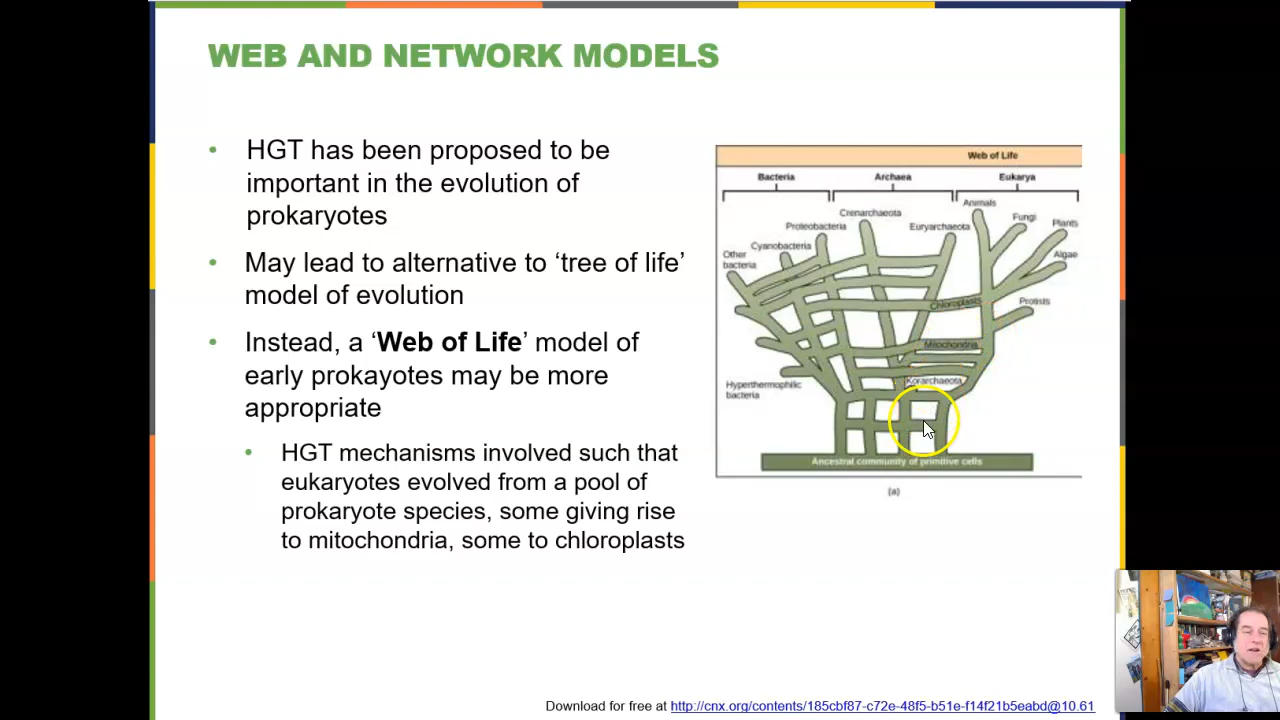 WEB AND NETWORK MODELS
• HGT has been proposed to be
important in the evolution of
prokaryotes
• May lead to alternative to ‘tree of life’
model of evolution
• Instead, a ‘Web of Life’ model of
early prokayotes may be more
appropriate
• HGT mechanisms involved such that
eukaryotes evolved from a pool of
prokaryote species, some giving rise
to mitochondria, some to chloroplasts
Web of Life
Bacteria Archaea Eukarya
Animals
Crenarchaeota
Fungi
Plants
Proteobacteria
Euryarchaeota
Cyanobacteria
Other
bacteria
Algae
Chloroplasts
Protists
Mitochondria
Korarchaeota
Hyperthermophilic
bacteria
Ancestral community of primitive cells
(a)
Download for free at http://cnx.org/contents/185cbf87-c72e-48f5-b51e-f14f21b5eabd@10.61